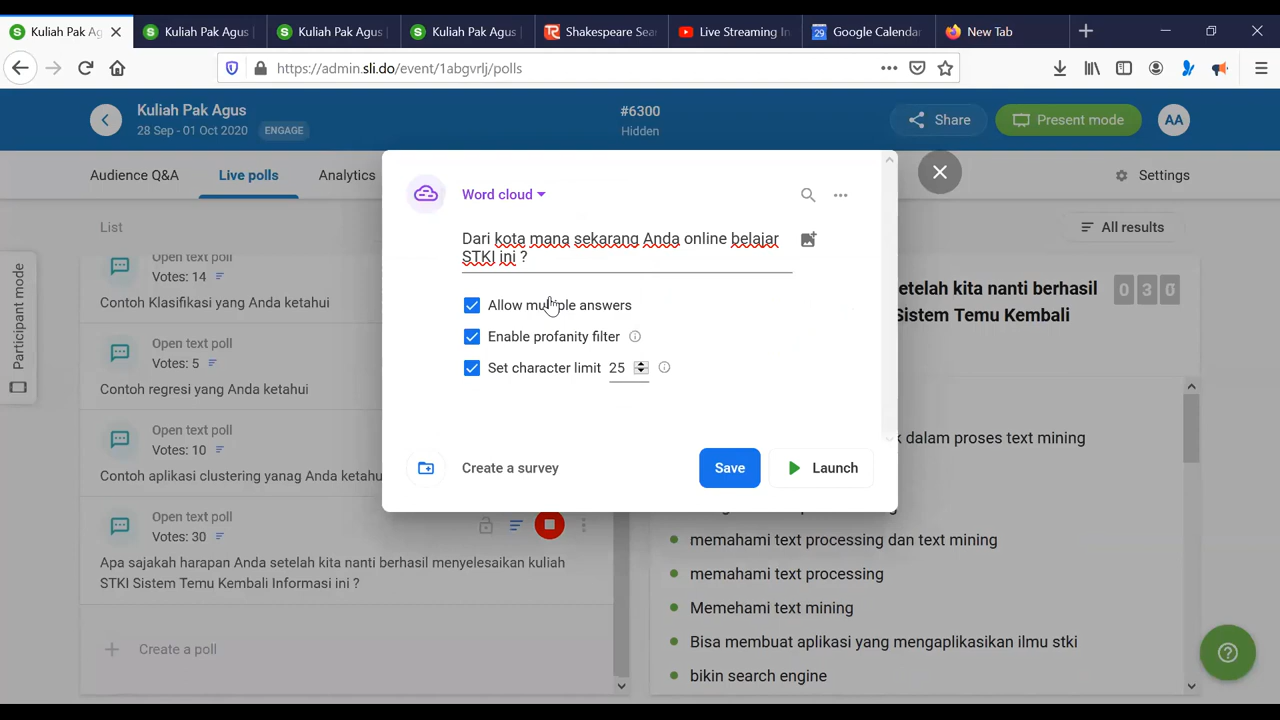 Kuliah Pak Ag
Kuliah Pak Agus
Kuliah Pak Agus
Kuliah Pak Agus
Shakespeare Sea
Live Streaming In
Google Calenda
New Tab
https://admin.sli.do/event/1abgvrlj/polls
Kuliah Pak Agus
28 Sep - 01 Oct 2020 ENGAGE
#6300
Hidden
Share
Present mode
AA
Audience Q&A
Live polls
Analytics
Settings
List
All results
Participant mode
Open text poll
Votes: 14
Contoh Klasifikasi yang Anda ketahui
Open text poll
Votes: 5
Contoh regresi yang Anda ketahui
Open text poll
Votes: 10
Contoh aplikasi clustering yanag Anda ketahu
Open text poll
Votes: 30
Apa sajakah harapan Anda setelah kita nanti berhasil menyelesaikan kuliah
STKI Sistem Temu Kembali Informasi ini ?
Create a poll
Word cloud
Dari kota mana sekarang Anda online belajar
STKI ini ?
Allow multiple answers
Enable profanity filter
Set character limit 25
Create a survey
Save
Launch
etelah kita nanti berhasil
Sistem Temu Kembali
0 3 0
k dalam proses text mining
memahami text processing dan text mining
memahami text processing
Memehami text mining
Bisa membuat aplikasi yang mengaplikasikan ilmu stki
bikin search engine